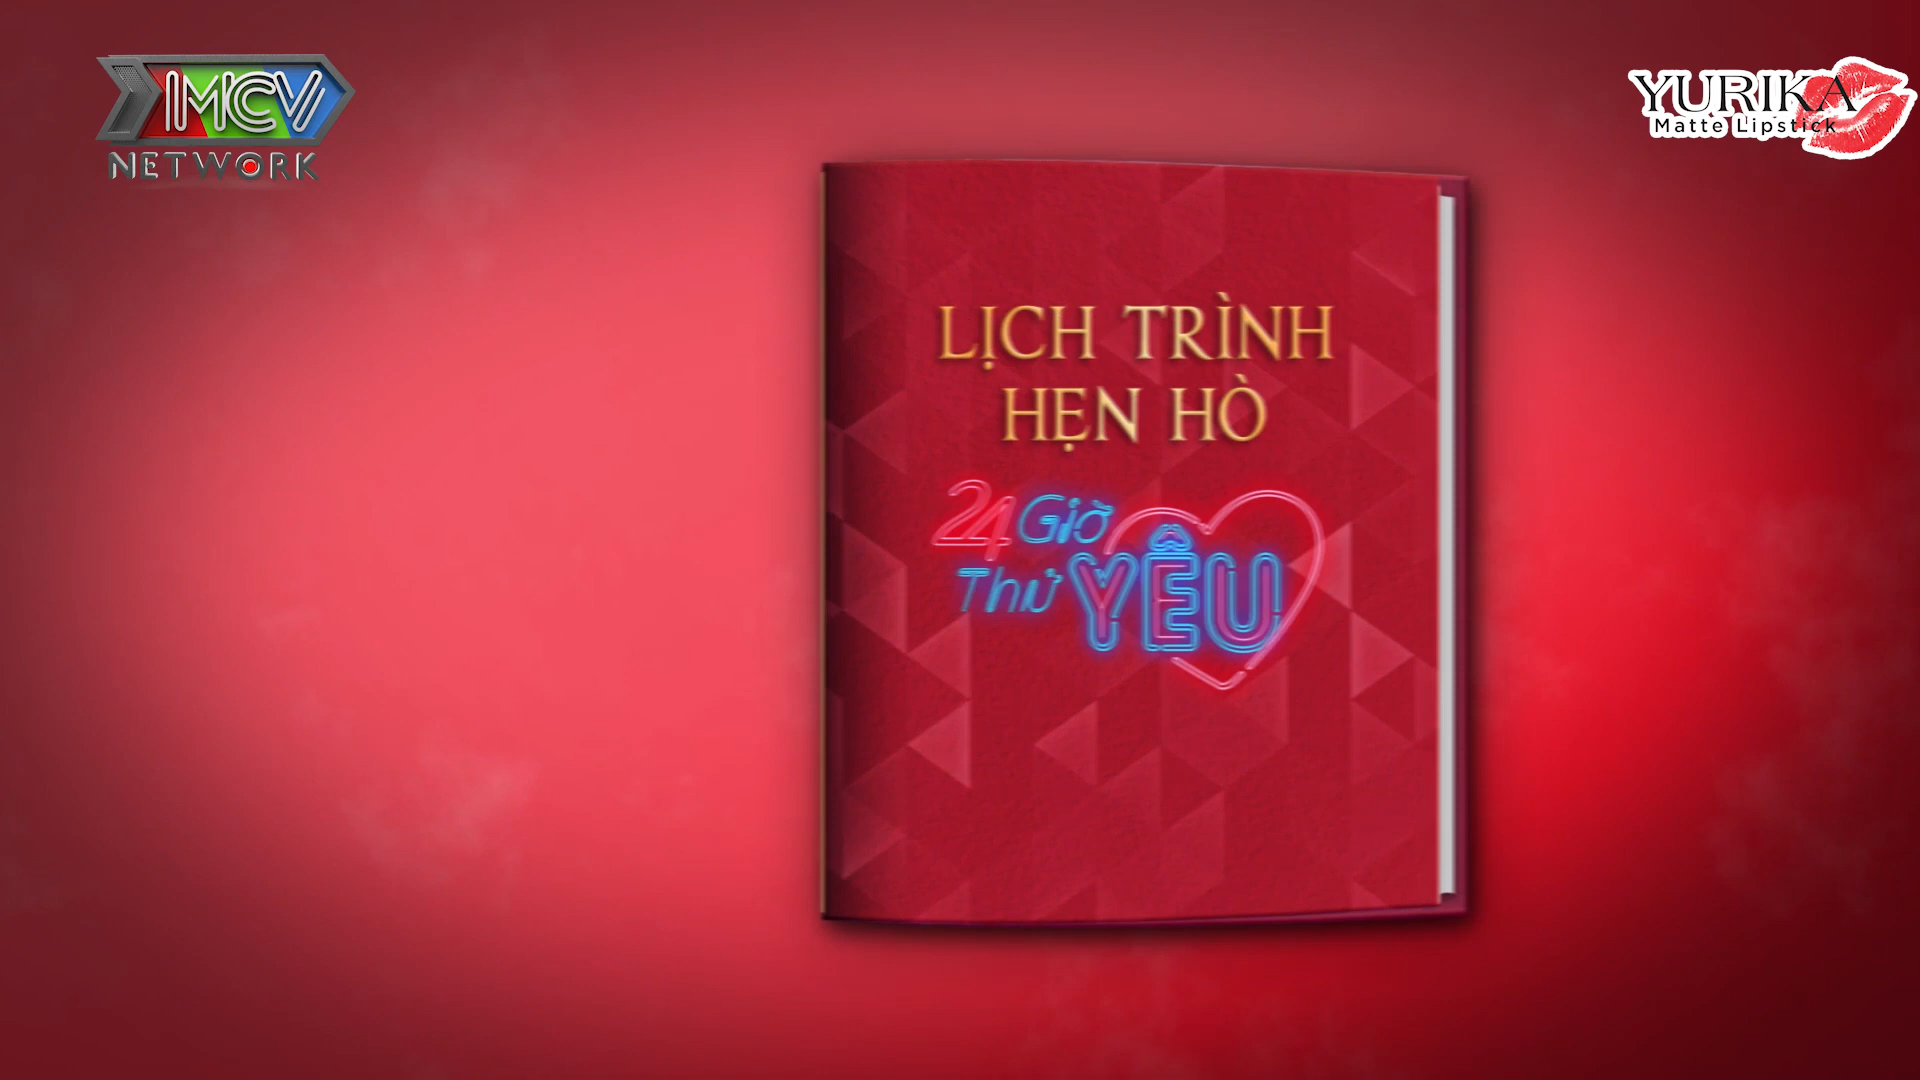 MCV
NETWORK
YURIKA
Matte Lipstick
LỊCH TRÌNH
HẸN HÒ
24 Giờ
Thử YÊU